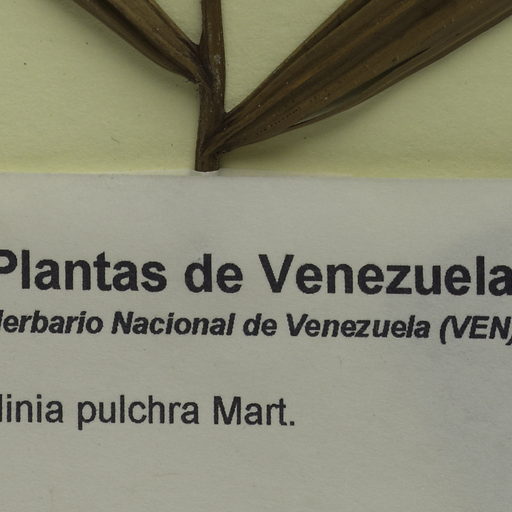 Plantas de Venezuela
Herbario Nacional de Venezuela (VEN)
linia pulchra Mart.